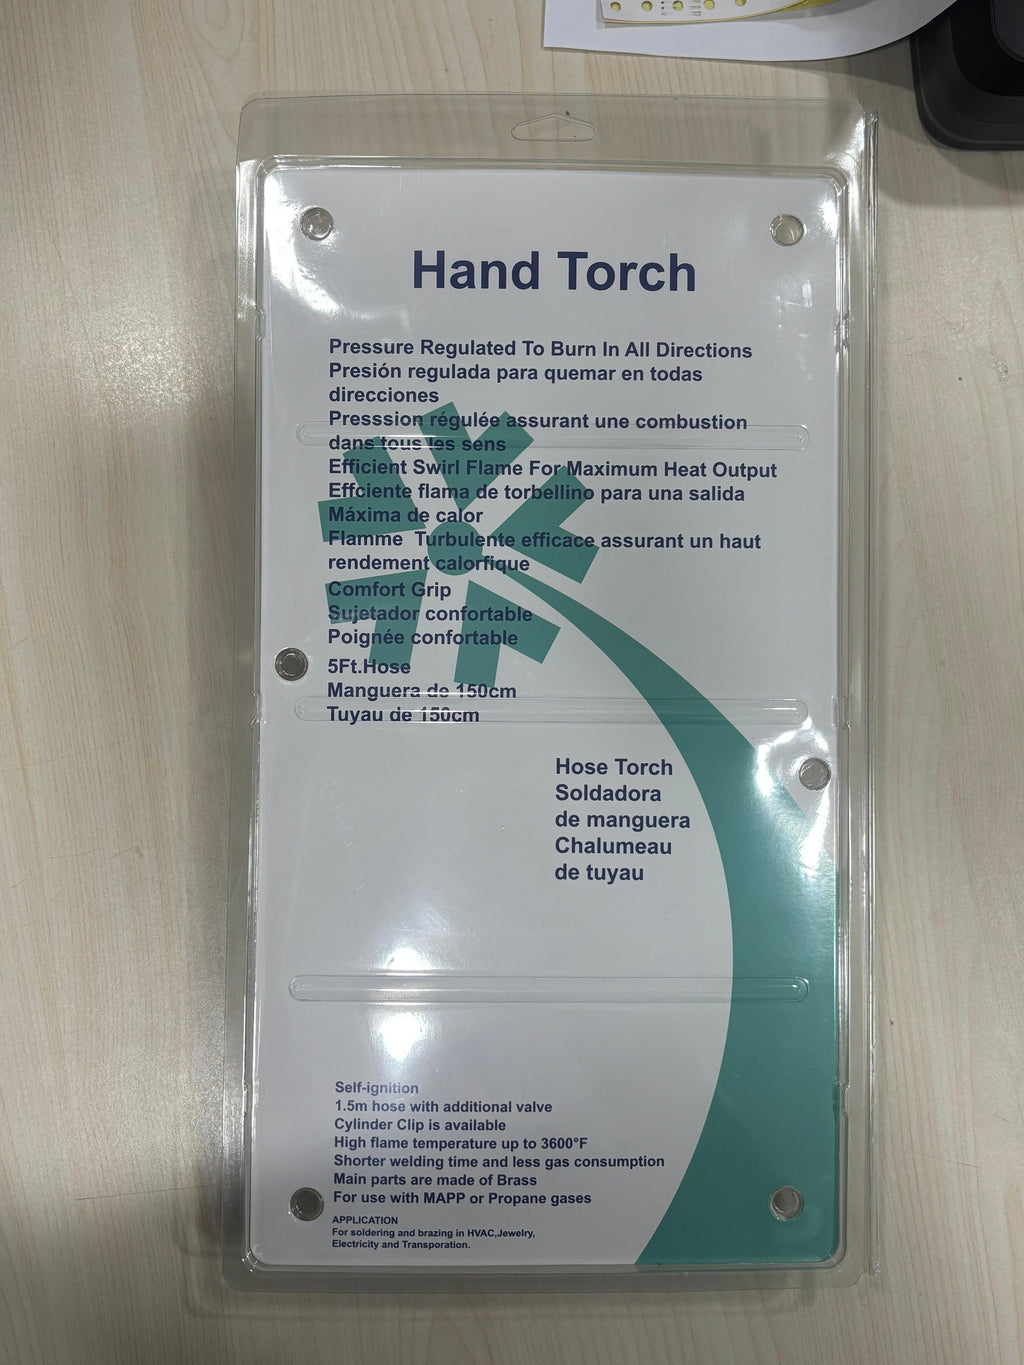 Hand Torch
Pressure Regulated To Burn In All Directions
Presión regulada para quemar en todas
direcciones
Presssion régulée assurant une combustion
dans tous les sens
Efficient Swirl Flame For Maximum Heat Output
Effciente flama de torbellino para una salida
Máxima de calor
Flamme Turbulente efficace assurant un haut
rendement calorfique
Comfort Grip
Sujetador confortable
Poignée confortable
5Ft.Hose
Manguera de 150cm
Tuyau de 150cm
Hose Torch
Soldadora
de manguera
Chalumeau
de tuyau
Self-ignition
1.5m hose with additional valve
Cylinder Clip is available
High flame temperature up to 3600°F
Shorter welding time and less gas consumption
Main parts are made of Brass
For use with MAPP or Propane gases
APPLICATION
For soldering and brazing in HVAC,Jewelry,
Electricity and Transporation.